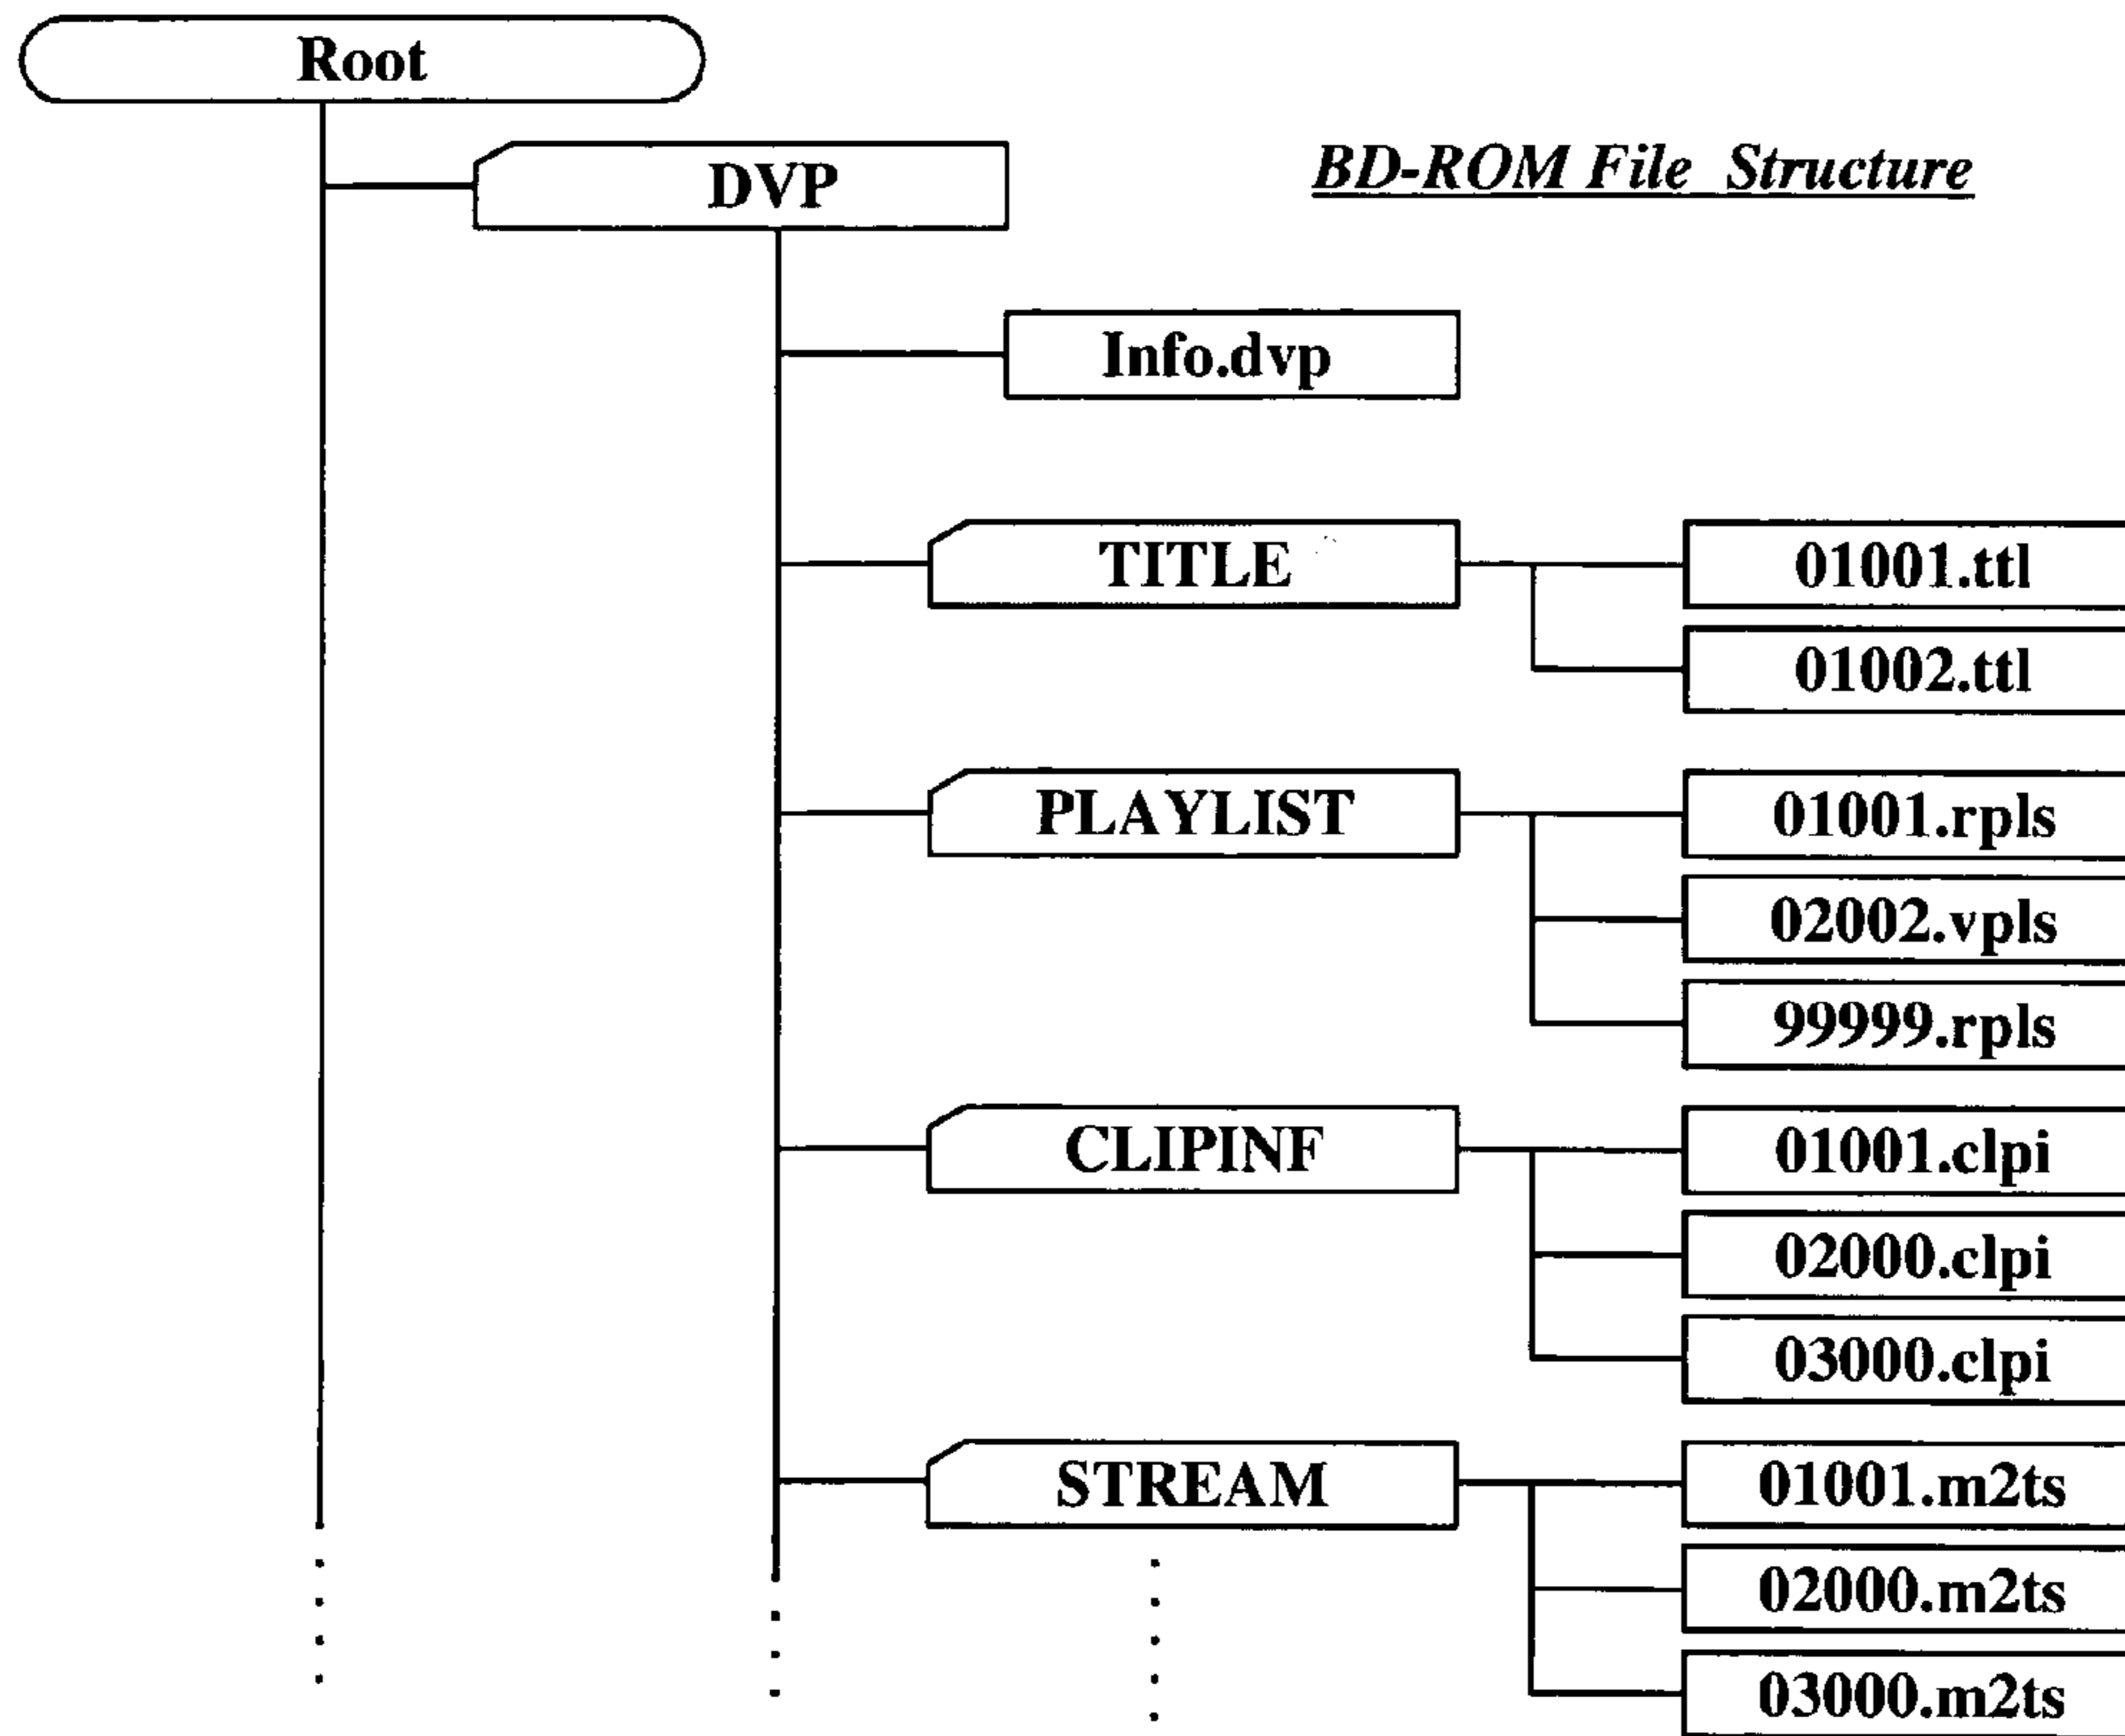 Root
DVP
BD-ROM File Structure
Info.dvp
TITLE
01001.ttl
01002.ttl
PLAYLIST
01001.rpls
02002.vpls
99999.rpls
CLIPINF
01001.clpi
02000.clpi
03000.clpi
STREAM
01001.m2ts
02000.m2ts
03000.m2ts